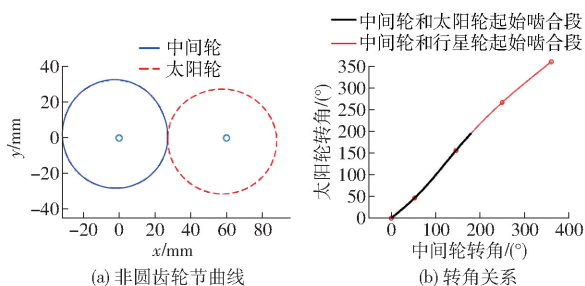 中间轮
太阳轮
40
20
0
−20
−40
y/mm
−20 0 20 40 60 80
x/mm
(a) 非圆齿轮节曲线
中间轮和太阳轮起始啮合段
中间轮和行星轮起始啮合段
350
300
250
200
150
100
50
0
太阳轮转角/(°)
0 100 200 300 400
中间轮转角/(°)
(b) 转角关系